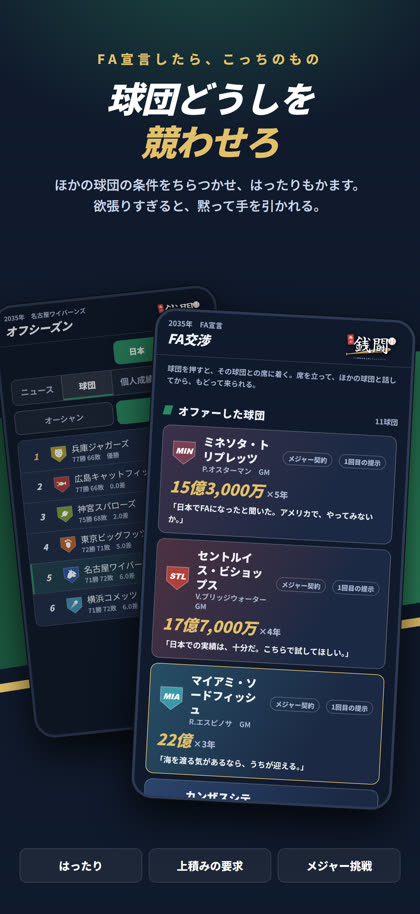 FA宣言したら、こっちのもの
球団どうしを
競わせろ
ほかの球団の条件をちらつかせ、はったりもかます。
欲張りすぎると、黙って手を引かれる。
2035年 名古屋ワイバーンズ
オフシーズン
日本
ニュース
球団
個人成績
オーシャン
1
兵庫ジャガーズ
77勝 66敗 優勝
2
広島キャットフィッ
77勝 66敗 0.0差
3
神宮スパローズ
75勝 68敗 2.0差
4
東京ビッグフッ
72勝 71敗 5.0差
5
名古屋ワイバー
71勝 72敗 6.0差
6
横浜コメッツ
71勝 72敗 6.0差
2035年 FA宣言
FA交渉
銭闘
球団を押すと、その球団との席に着く。席を立って、ほかの球団と話し
てから、もどって来られる。
オファーした球団
11球団
MIN
ミネソタ・ト
リプレッツ
P.オスターマン GM
メジャー契約
1回目の提示
15億3,000万×5年
「日本でFAになったと聞いた。アメリカで、やってみない
か。」
STL
セントルイ
ス・ビショッ
プス
V.ブリッジウォーター
GM
メジャー契約
1回目の提示
17億7,000万×4年
「日本での実績は、十分だ。こちらで試してほしい。」
MIA
マイアミ・ソ
ードフィッシ
ュ
R.エスピノサ GM
メジャー契約
1回目の提示
22億×3年
「海を渡る気があるなら、うちが迎える。」
カンザスシテ
はったり
上積みの要求
メジャー挑戦